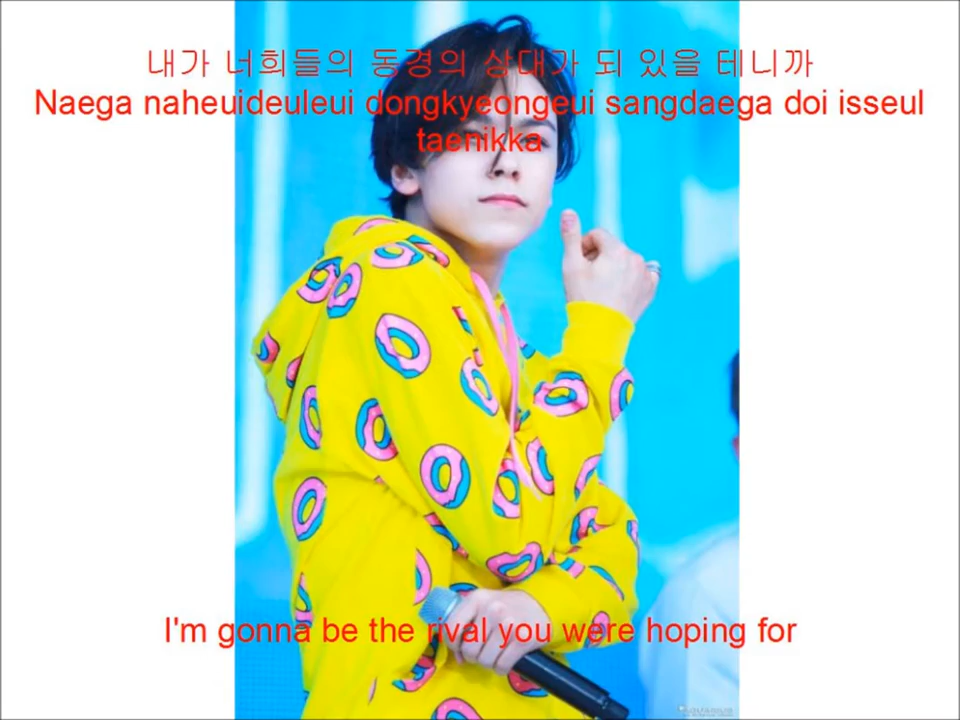 내가 너희들의 동경의 상대가 되 있을 테니까
Naega naheuideuleui dongkyeongeui sangdaega doi isseul
taenikka
I'm gonna be the rival you were hoping for